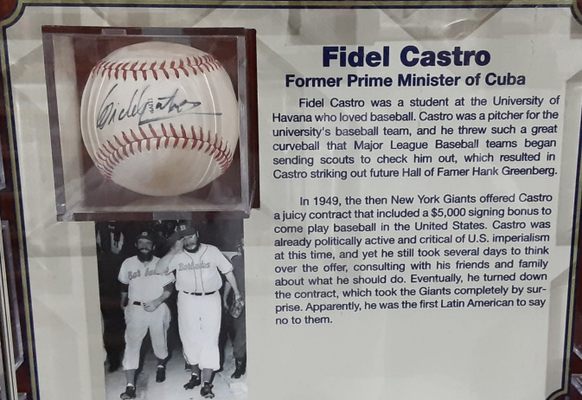 Fidel Castro
Fidel Castro
Former Prime Minister of Cuba
Fidel Castro was a student at the University of
Havana who loved baseball. Castro was a pitcher for the
university's baseball team, and he threw such a great
curveball that Major League Baseball teams began
sending scouts to check him out, which resulted in
Castro striking out future Hall of Famer Hank Greenberg.
In 1949, the then New York Giants offered Castro
a juicy contract that included a $5,000 signing bonus to
come play baseball in the United States. Castro was
already politically active and critical of U.S. imperialism
at this time, and yet he still took several days to think
over the offer, consulting with his friends and family
about what he should do. Eventually, he turned down
the contract, which took the Giants completely by sur-
prise. Apparently, he was the first Latin American to say
no to them.
Barbudos